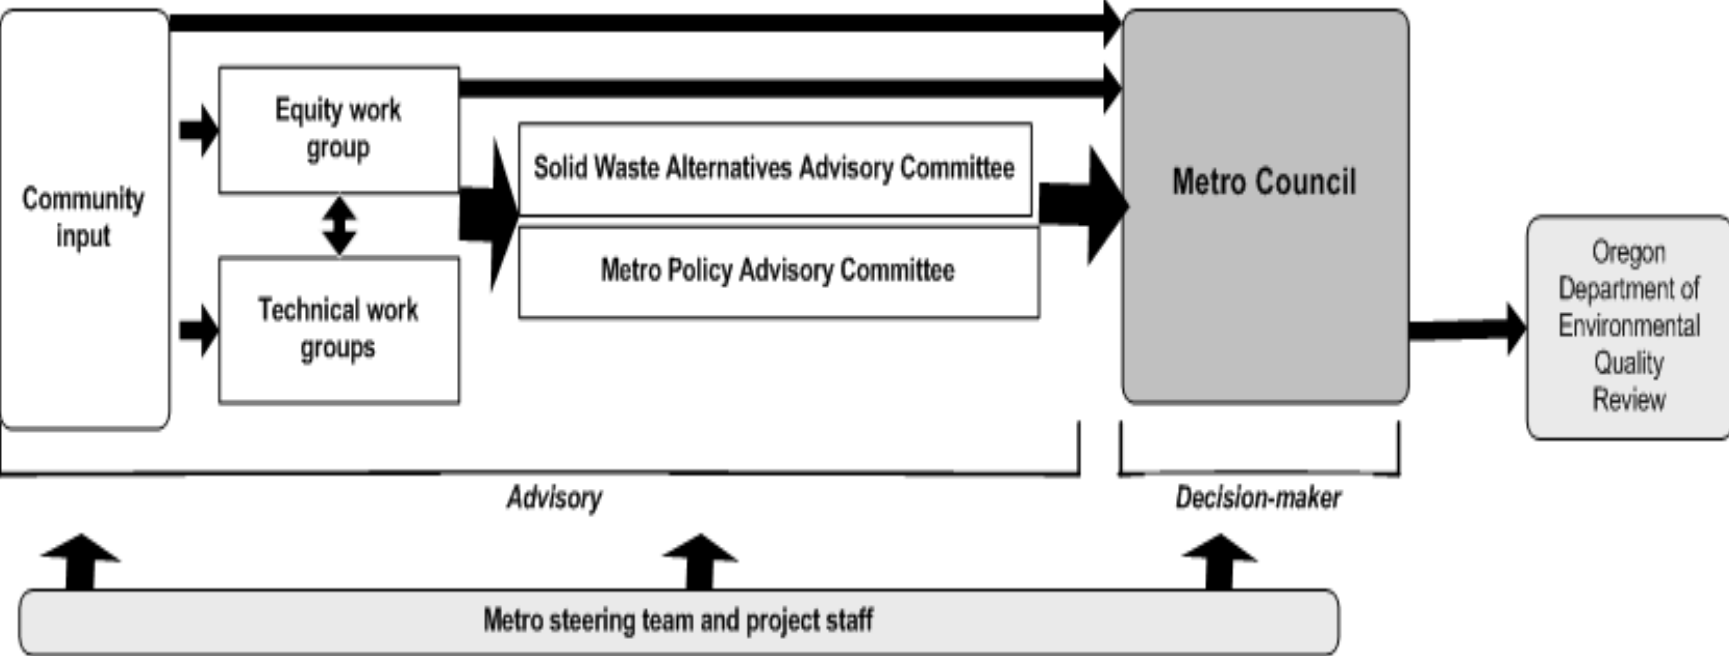 Community
input
Equity work
group
Technical work
groups
Solid Waste Alternatives Advisory Committee
Metro Policy Advisory Committee
Metro Council
Oregon
Department of
Environmental
Quality
Review
Advisory
Decision-maker
Metro steering team and project staff